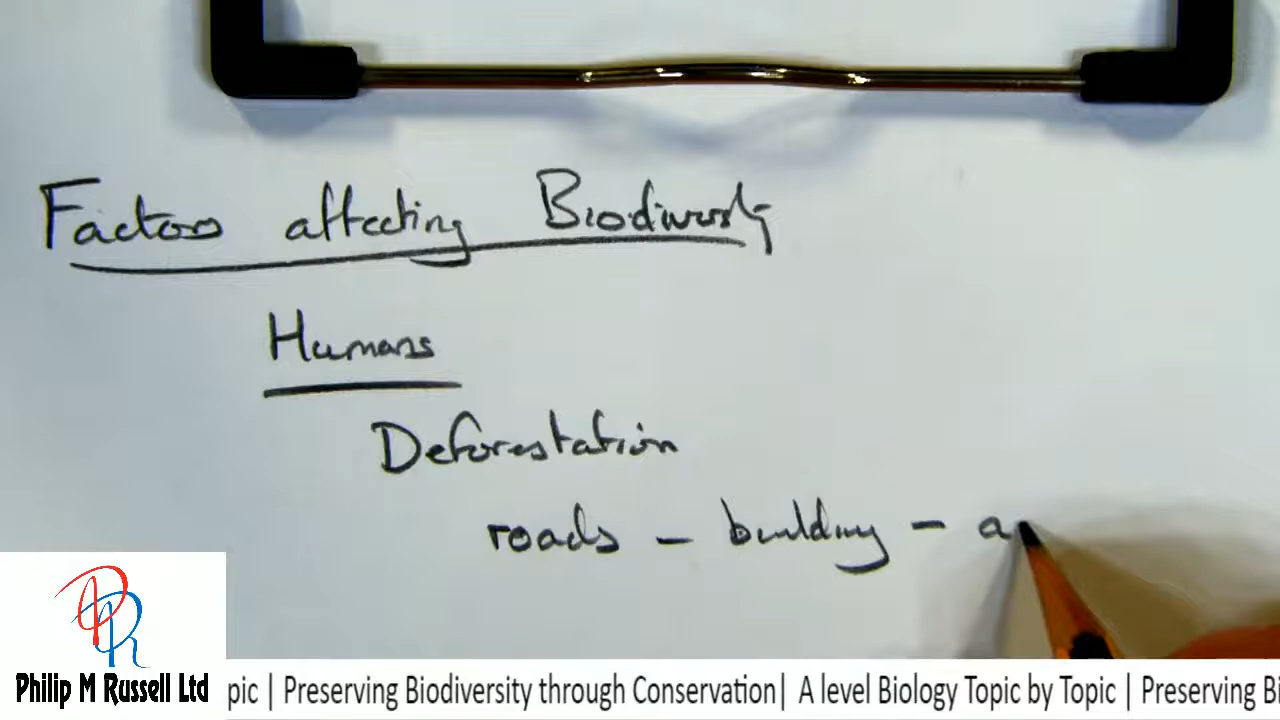 Factors affecting Biodiversity
Humans
Deforestation
roads - building - a
Philip M Russell Ltd
pic | Preserving Biodiversity through Conservation| A level Biology Topic by Topic | Preserving Bi